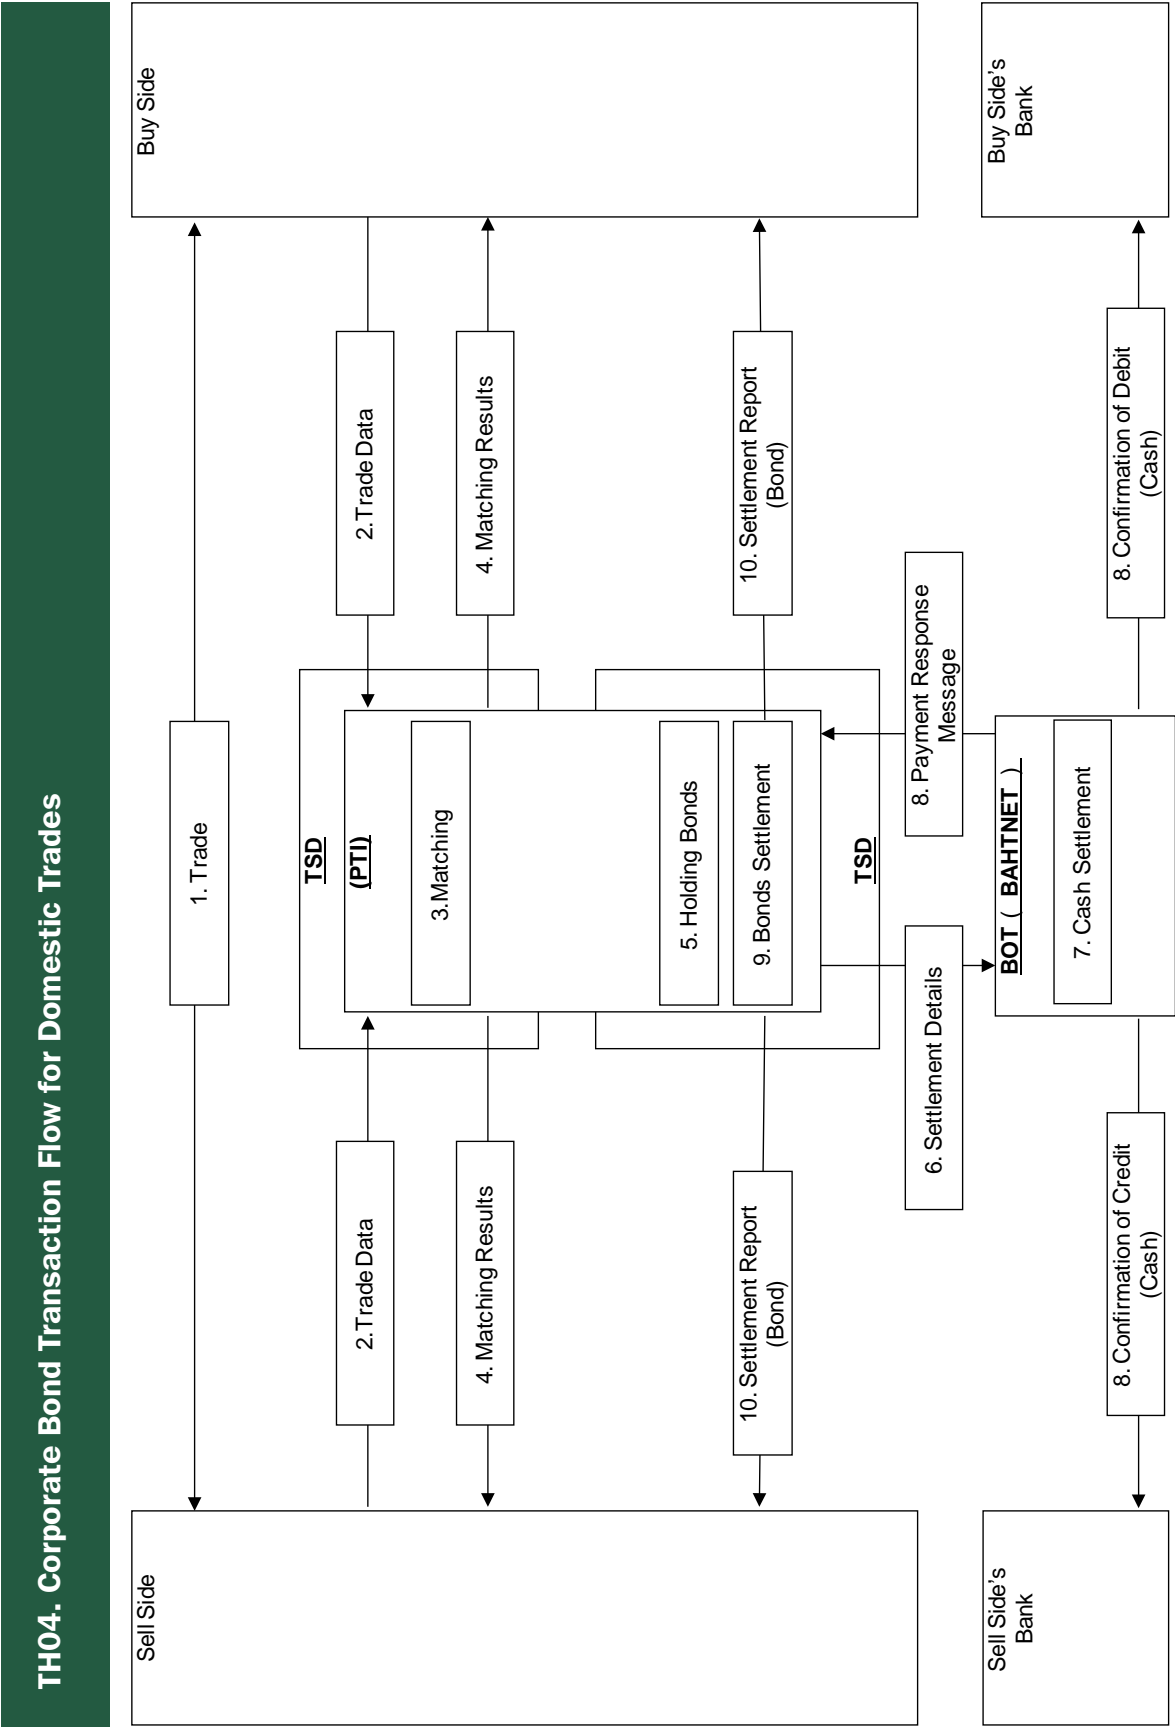 TH04. Corporate Bond Transaction Flow for Domestic Trades
Sell Side
Buy Side
1. Trade
TSD
(PTI)
2.Trade Data
2.Trade Data
3.Matching
4. Matching Results
4. Matching Results
5. Holding Bonds
9. Bonds Settlement
10. Settlement Report
(Bond)
10. Settlement Report
(Bond)
TSD
6. Settlement Details
8. Payment Response
Message
Sell Side's
Bank
BOT ( BAHTNET )
Buy Side's
Bank
7. Cash Settlement
8. Confirmation of Credit
(Cash)
8. Confirmation of Debit
(Cash)